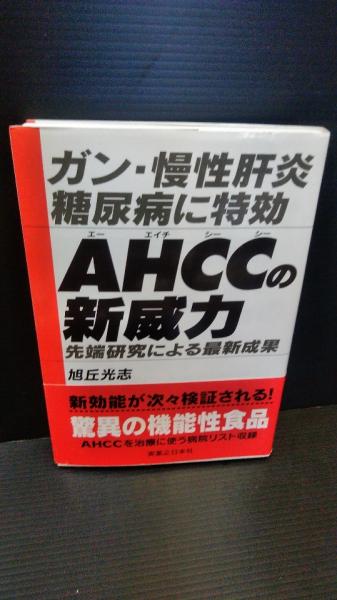 ガン・慢性肝炎
糖尿病に特効
エー エイチ シー シー
AHCCの
新威力
先端研究による最新成果
旭丘光志
新効能が次々検証される!
驚異の機能性食品
AHCCを治療に使う病院リスト収録
実業之日本社